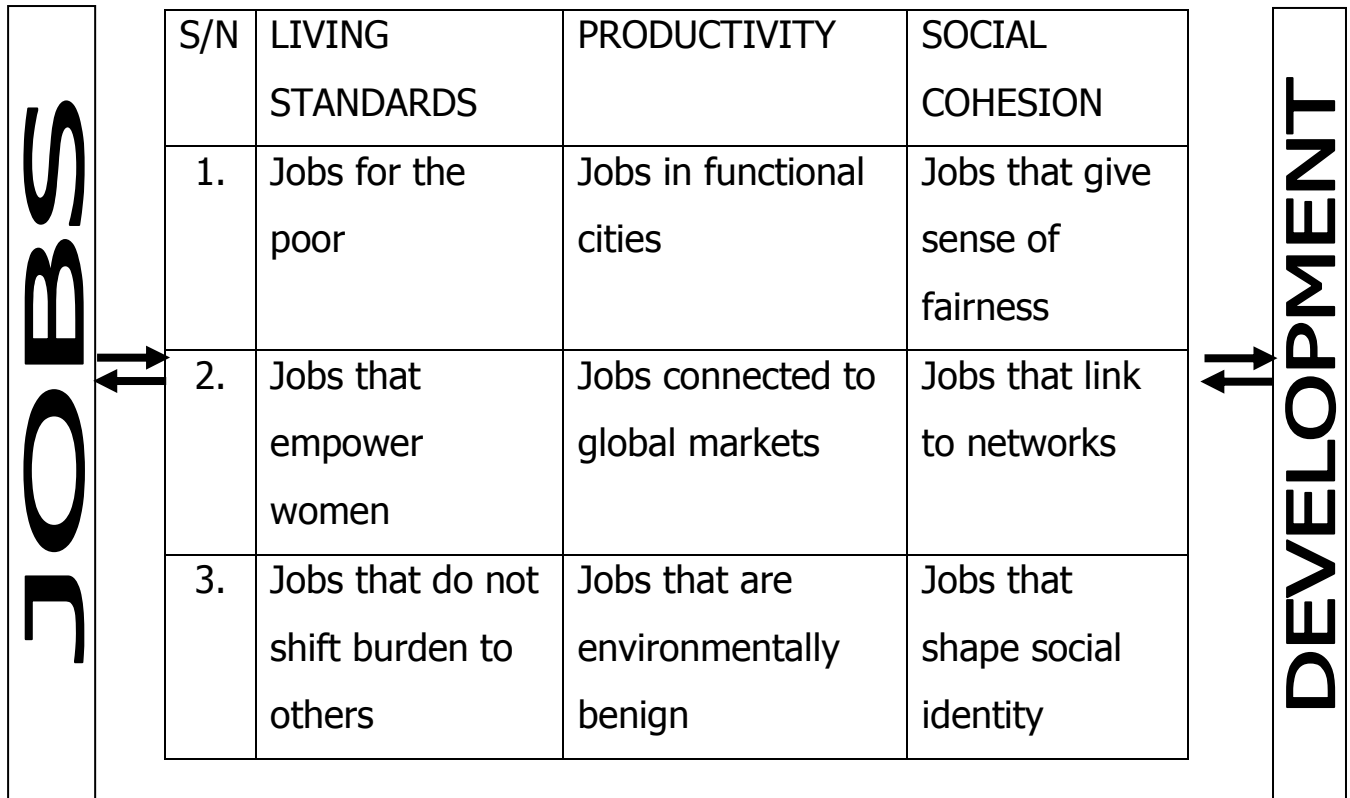 JOBS
S/N
LIVING
STANDARDS
PRODUCTIVITY
SOCIAL
COHESION
1.
Jobs for the
poor
Jobs in functional
cities
Jobs that give
sense of
fairness
2.
Jobs that
empower
women
Jobs connected to
global markets
Jobs that link
to networks
3.
Jobs that do not
shift burden to
others
Jobs that are
environmentally
benign
Jobs that
shape social
identity
DEVELOPMENT